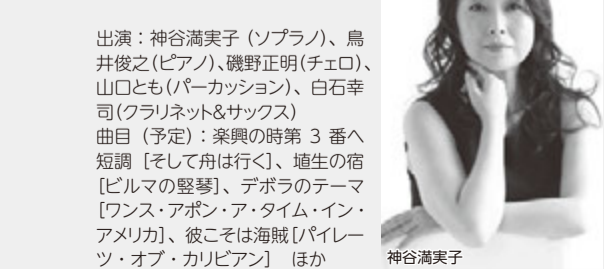 出演：神谷満実子（ソプラノ）、鳥
井俊之（ピアノ）、磯野正明（チェロ）、
山口とも（パーカッション）、白石幸
司（クラリネット&サックス）
曲目（予定）：楽興の時第 3 番ヘ
短調［そして舟は行く］、埴生の宿
［ビルマの竪琴］、デボラのテーマ
［ワンス・アポン・ア・タイム・イン・
アメリカ］、彼こそは海賊［パイレー
ツ・オブ・カリビアン］　ほか
神谷満実子